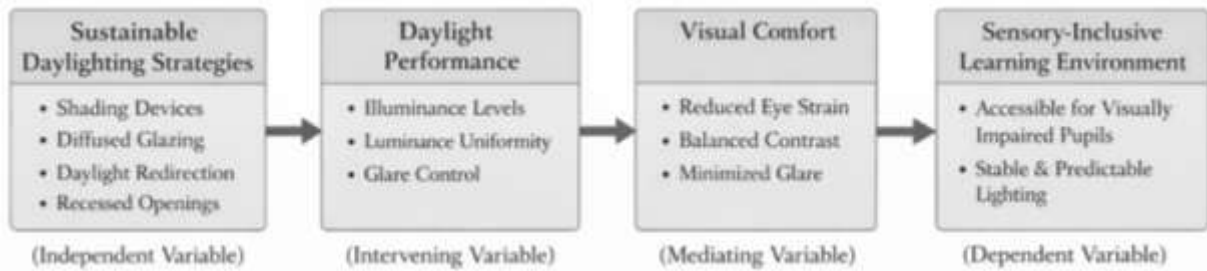 Sustainable
Daylighting Strategies
• Shading Devices
• Diffused Glazing
• Daylight Redirection
• Recessed Openings
(Independent Variable)
Daylight
Performance
• Illuminance Levels
• Luminance Uniformity
• Glare Control
(Intervening Variable)
Visual Comfort
• Reduced Eye Strain
• Balanced Contrast
• Minimized Glare
(Mediating Variable)
Sensory-Inclusive
Learning Environment
• Accessible for Visually
Impaired Pupils
• Stable & Predictable
Lighting
(Dependent Variable)